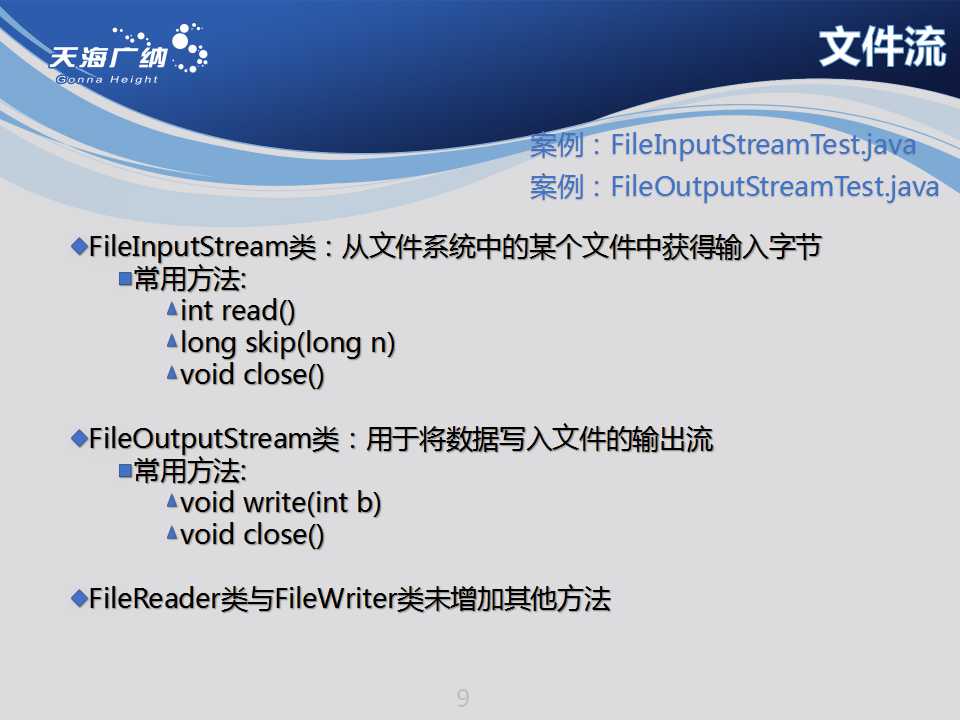 天海广纳
Gonna Height
文件流
案例：FileInputStreamTest.java
案例：FileOutputStreamTest.java
FileInputStream类：从文件系统中的某个文件中获得输入字节
常用方法:
int read()
long skip(long n)
void close()
FileOutputStream类：用于将数据写入文件的输出流
常用方法:
void write(int b)
void close()
FileReader类与FileWriter类未增加其他方法
9